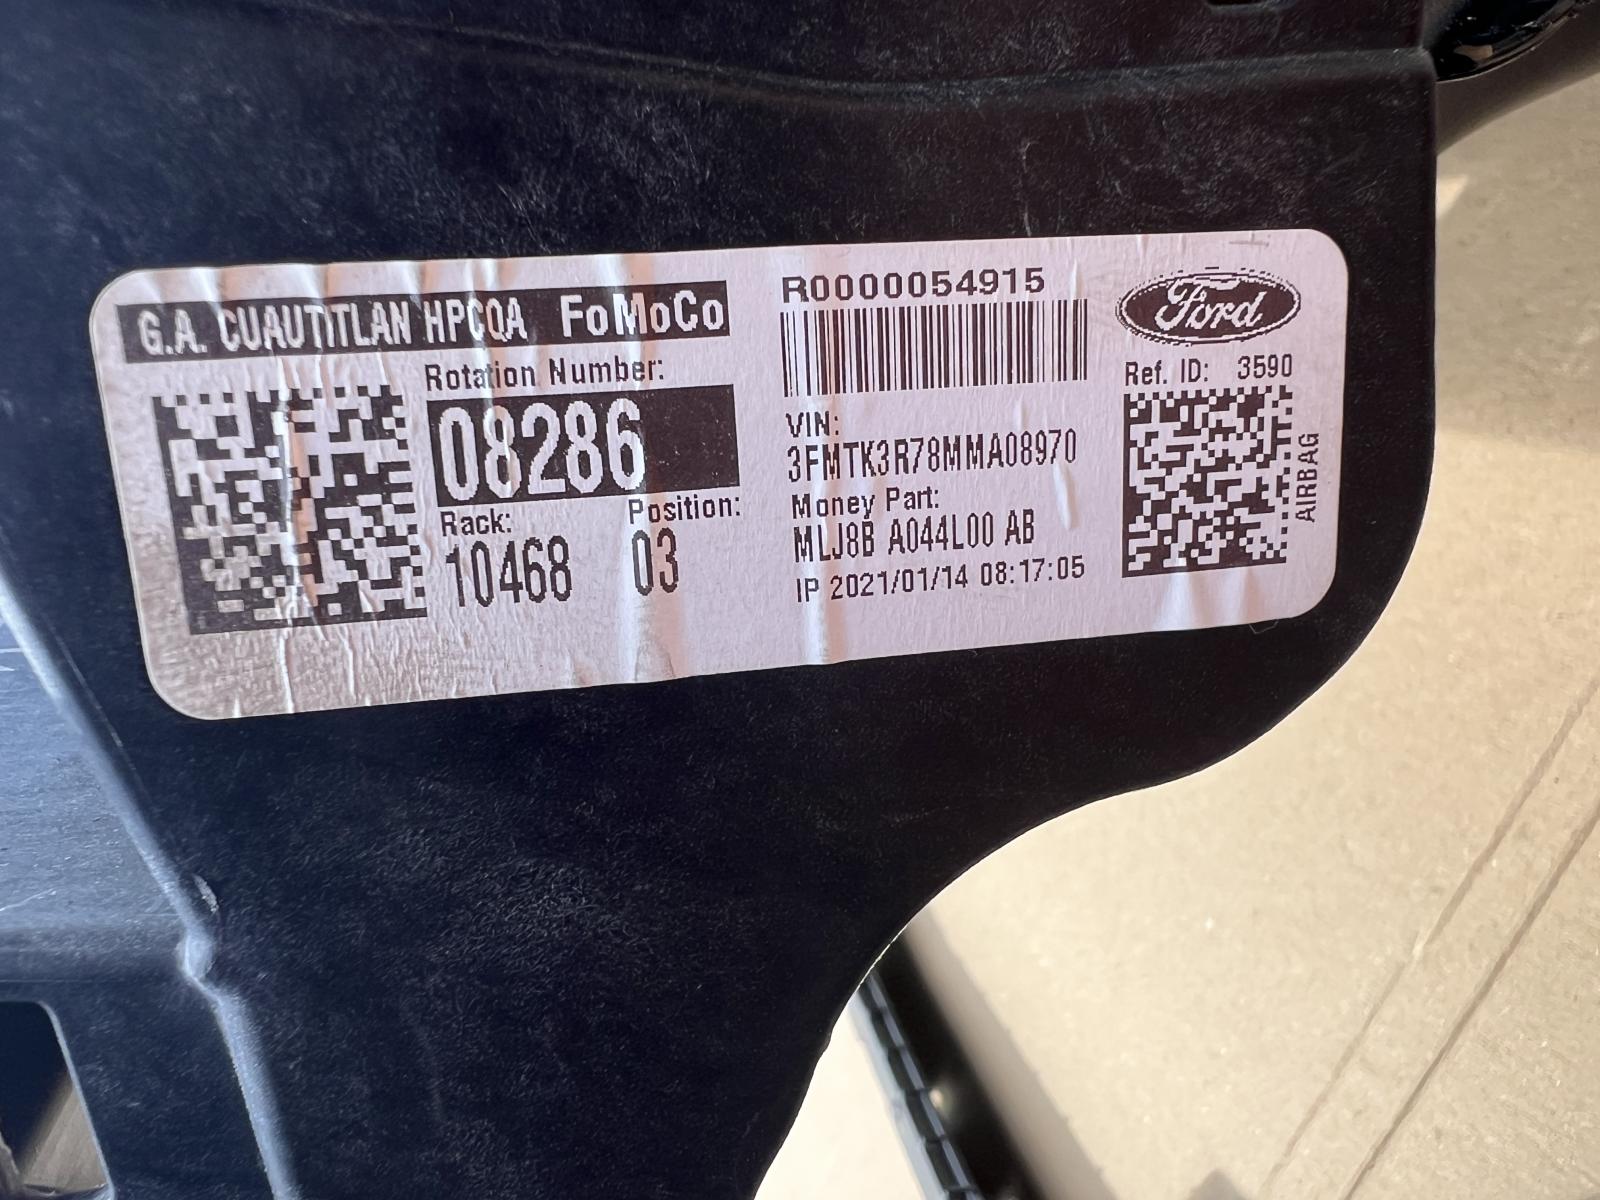 G.A. CUAUTITLAN HPCQA FoMoCo
Rotation Number:
08286
Rack: Position:
10468 03
R0000054915
VIN:
3FMTK3R78MMA08970
Money Part:
MLJ8B A044L00 AB
IP 2021/01/14 08:17:05
Ford
Ref. ID: 3590
AIRBAG